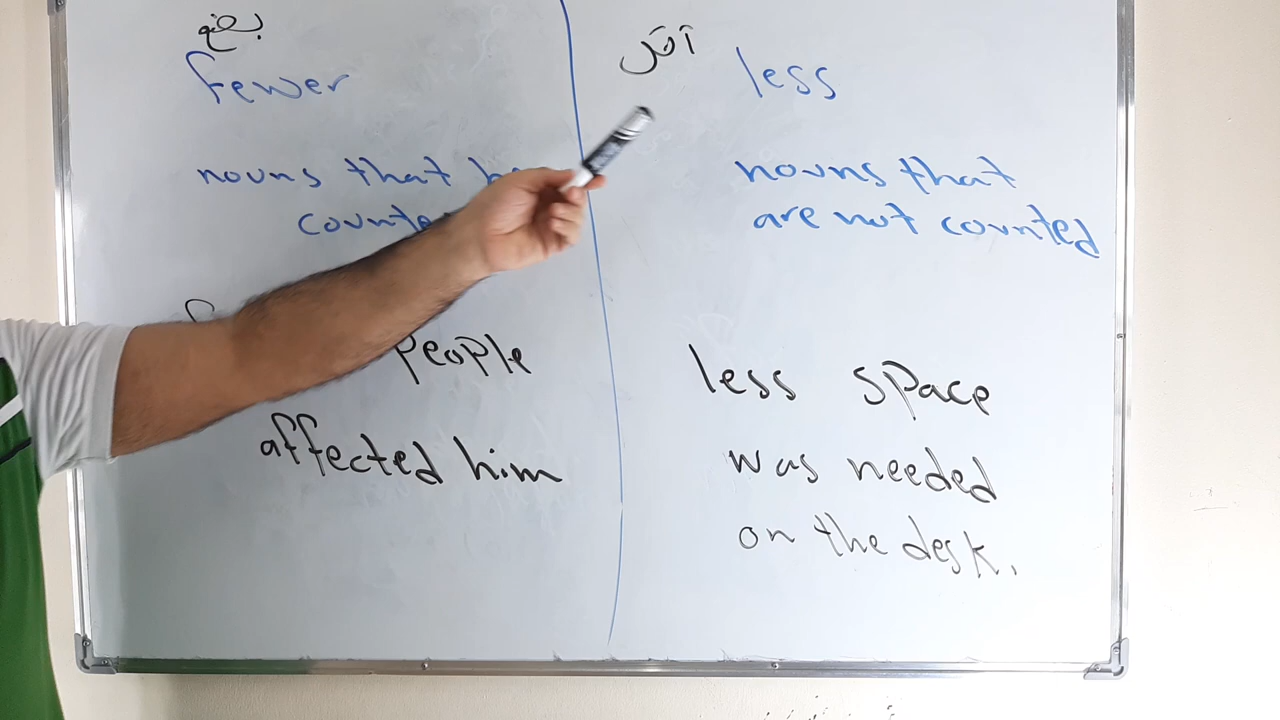 بضع
fewer
nouns that
people
affected him
أقل
less
nouns that
are not counted
less space
was needed
on the desk.